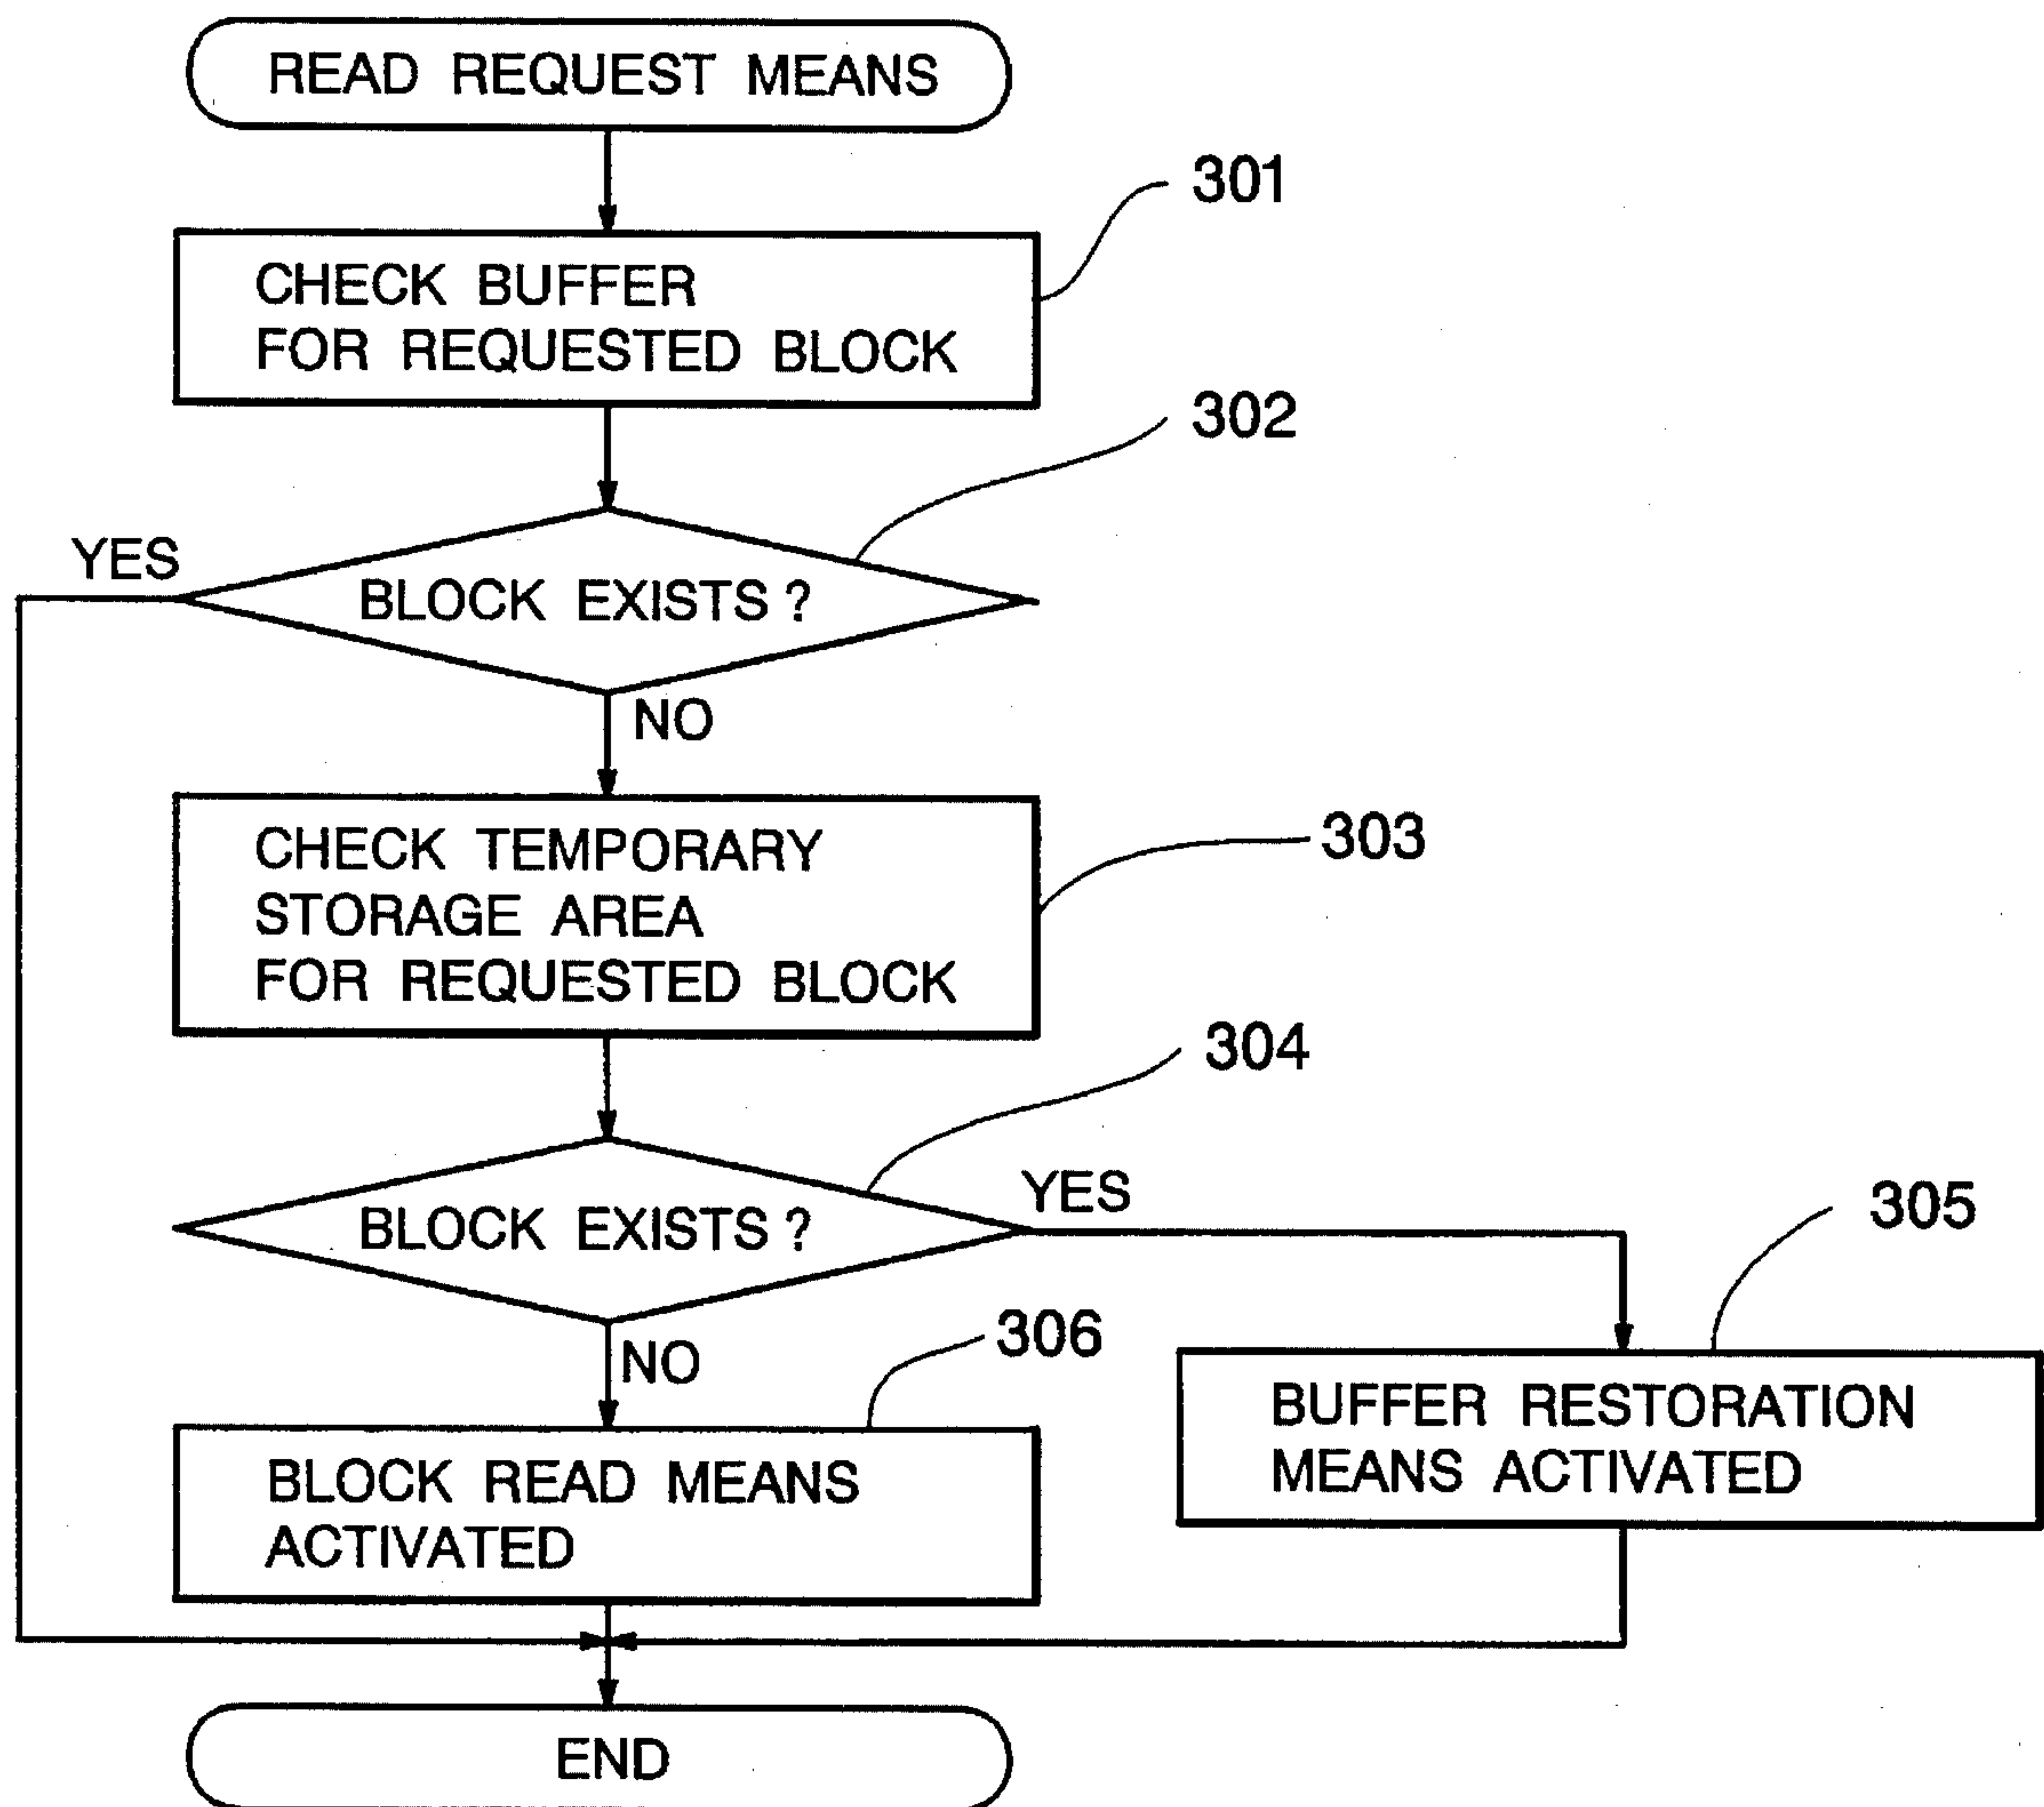 READ REQUEST MEANS
301
CHECK BUFFER
FOR REQUESTED BLOCK
302
YES
BLOCK EXISTS ?
NO
CHECK TEMPORARY
STORAGE AREA
FOR REQUESTED BLOCK
303
304
BLOCK EXISTS ?
YES
305
NO
306
BUFFER RESTORATION
MEANS ACTIVATED
BLOCK READ MEANS
ACTIVATED
END